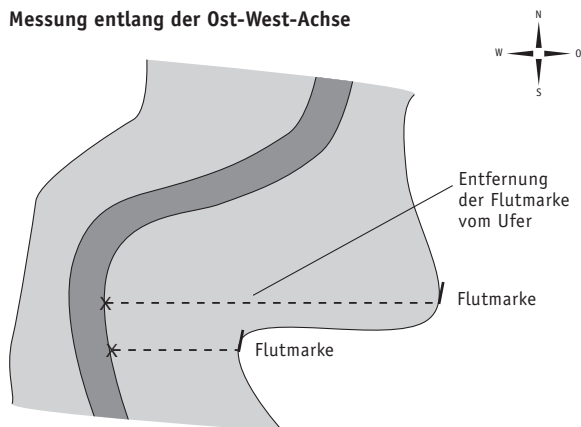 Messung entlang der Ost-West-Achse
N
W O
S
Entfernung
der Flutmarke
vom Ufer
X
Flutmarke
X
Flutmarke